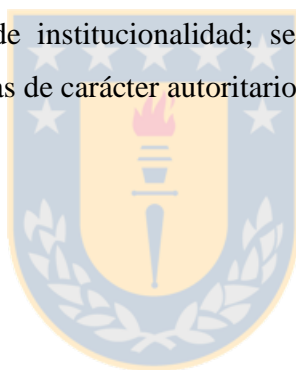 de institucionalidad; se
as de carácter autoritario